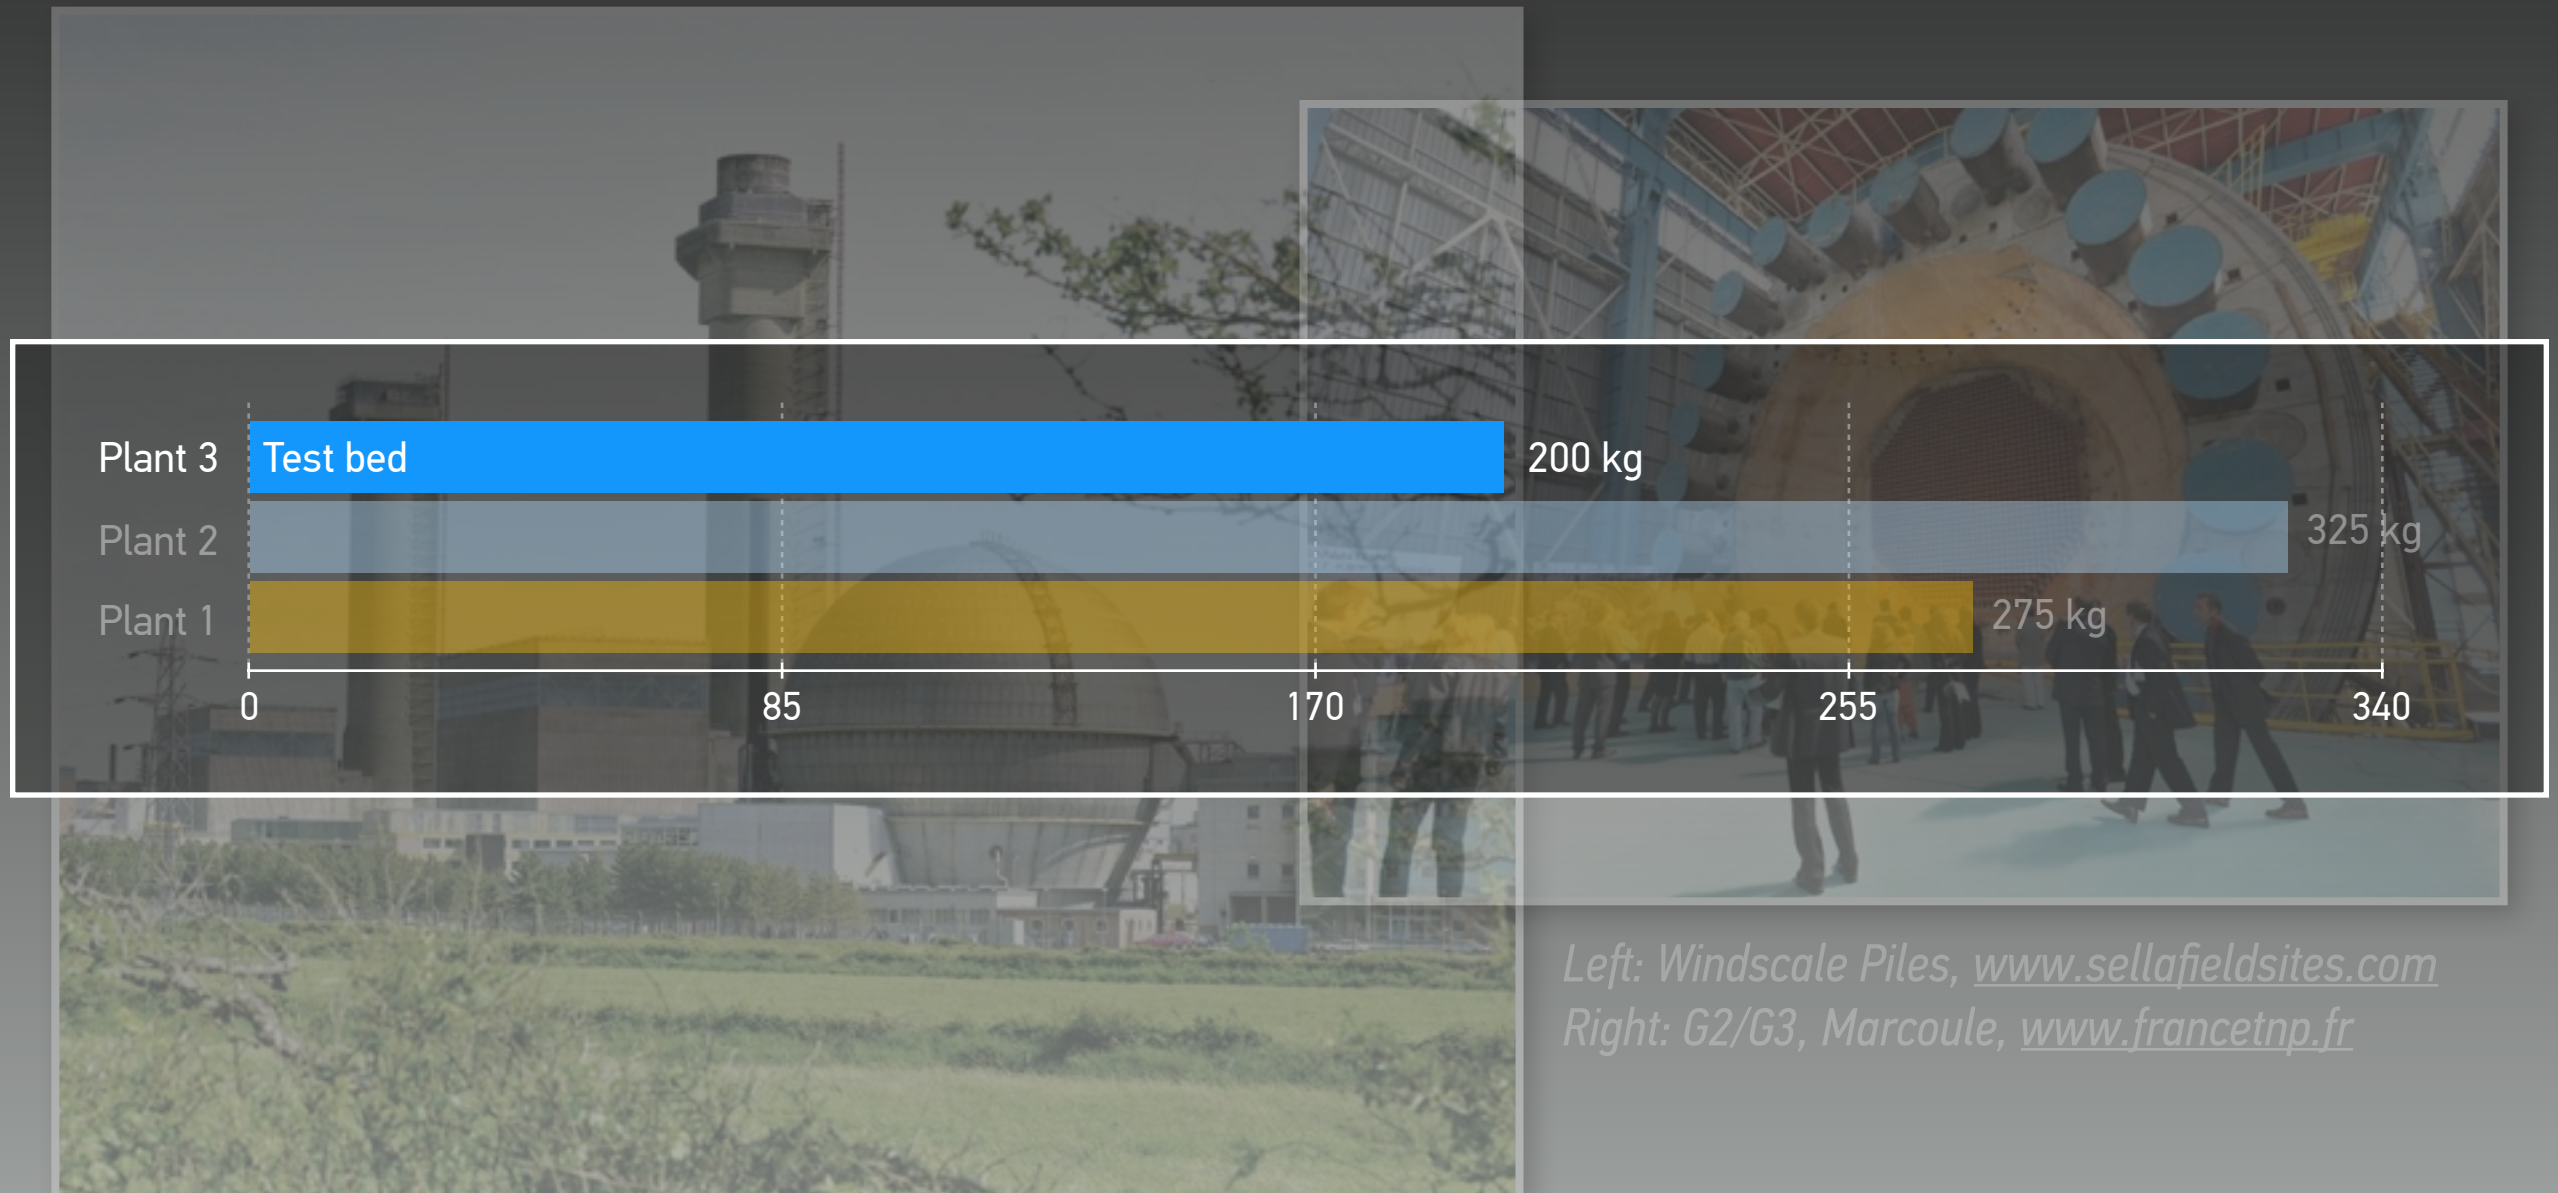 Plant 3 Test bed 200 kg
Plant 2 325 kg
Plant 1 275 kg
0 85 170 255 340
Left: Windscale Piles, www.sellafieldsites.com
Right: G2/G3, Marcoule, www.francetnp.fr